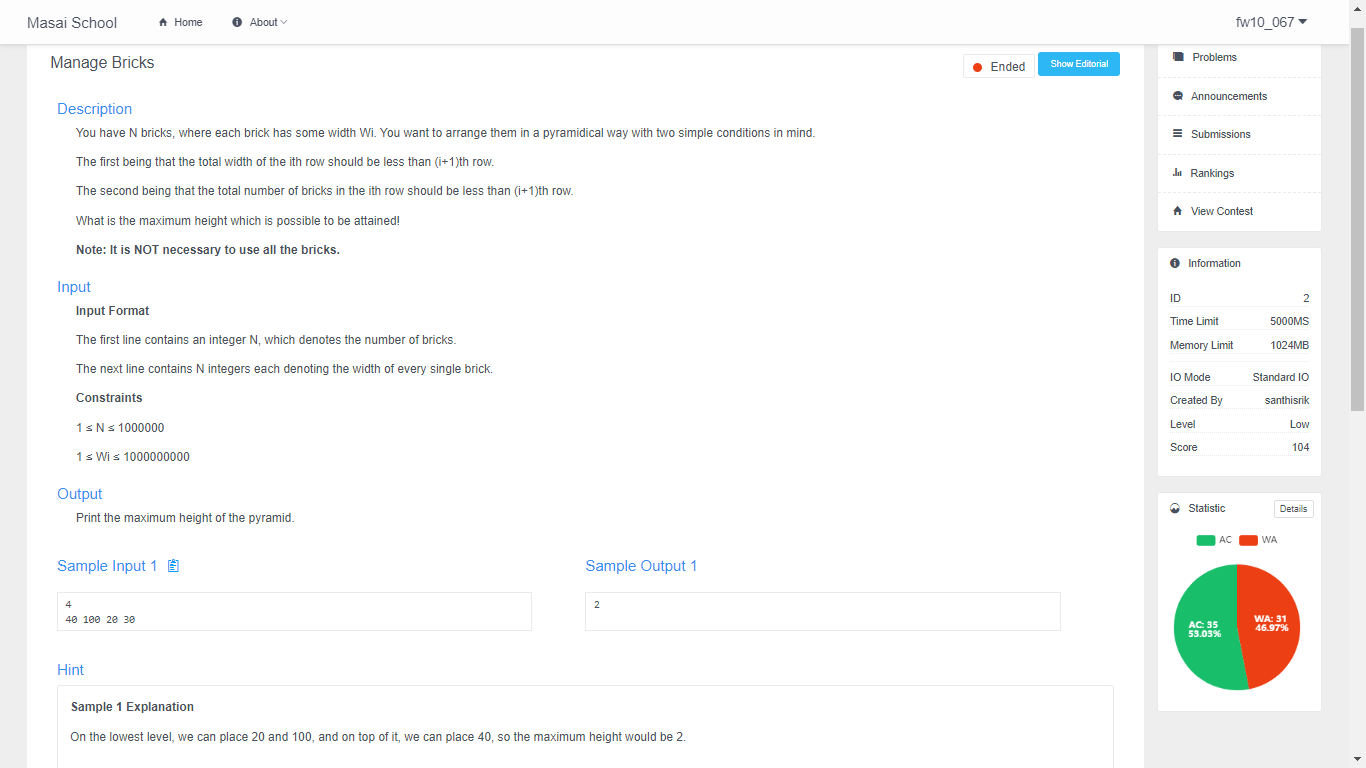 Masai School
Home
About
fw10_067
Manage Bricks
Ended
Show Editorial
Description
You have N bricks, where each brick has some width Wi. You want to arrange them in a pyramidical way with two simple conditions in mind.
The first being that the total width of the ith row should be less than (i+1)th row.
The second being that the total number of bricks in the ith row should be less than (i+1)th row.
What is the maximum height which is possible to be attained!
Note: It is NOT necessary to use all the bricks.
Input
Input Format
The first line contains an integer N, which denotes the number of bricks.
The next line contains N integers each denoting the width of every single brick.
Constraints
1 ≤ N ≤ 1000000
1 ≤ Wi ≤ 1000000000
Output
Print the maximum height of the pyramid.
Sample Input 1
4
40 100 20 30
Sample Output 1
2
Hint
Sample 1 Explanation
On the lowest level, we can place 20 and 100, and on top of it, we can place 40, so the maximum height would be 2.
Problems
Announcements
Submissions
Rankings
View Contest
Information
ID 2
Time Limit 5000MS
Memory Limit 1024MB
IO Mode Standard IO
Created By santhisrik
Level Low
Score 104
Statistic
Details
AC WA
AC: 35
53.03%
WA: 31
46.97%